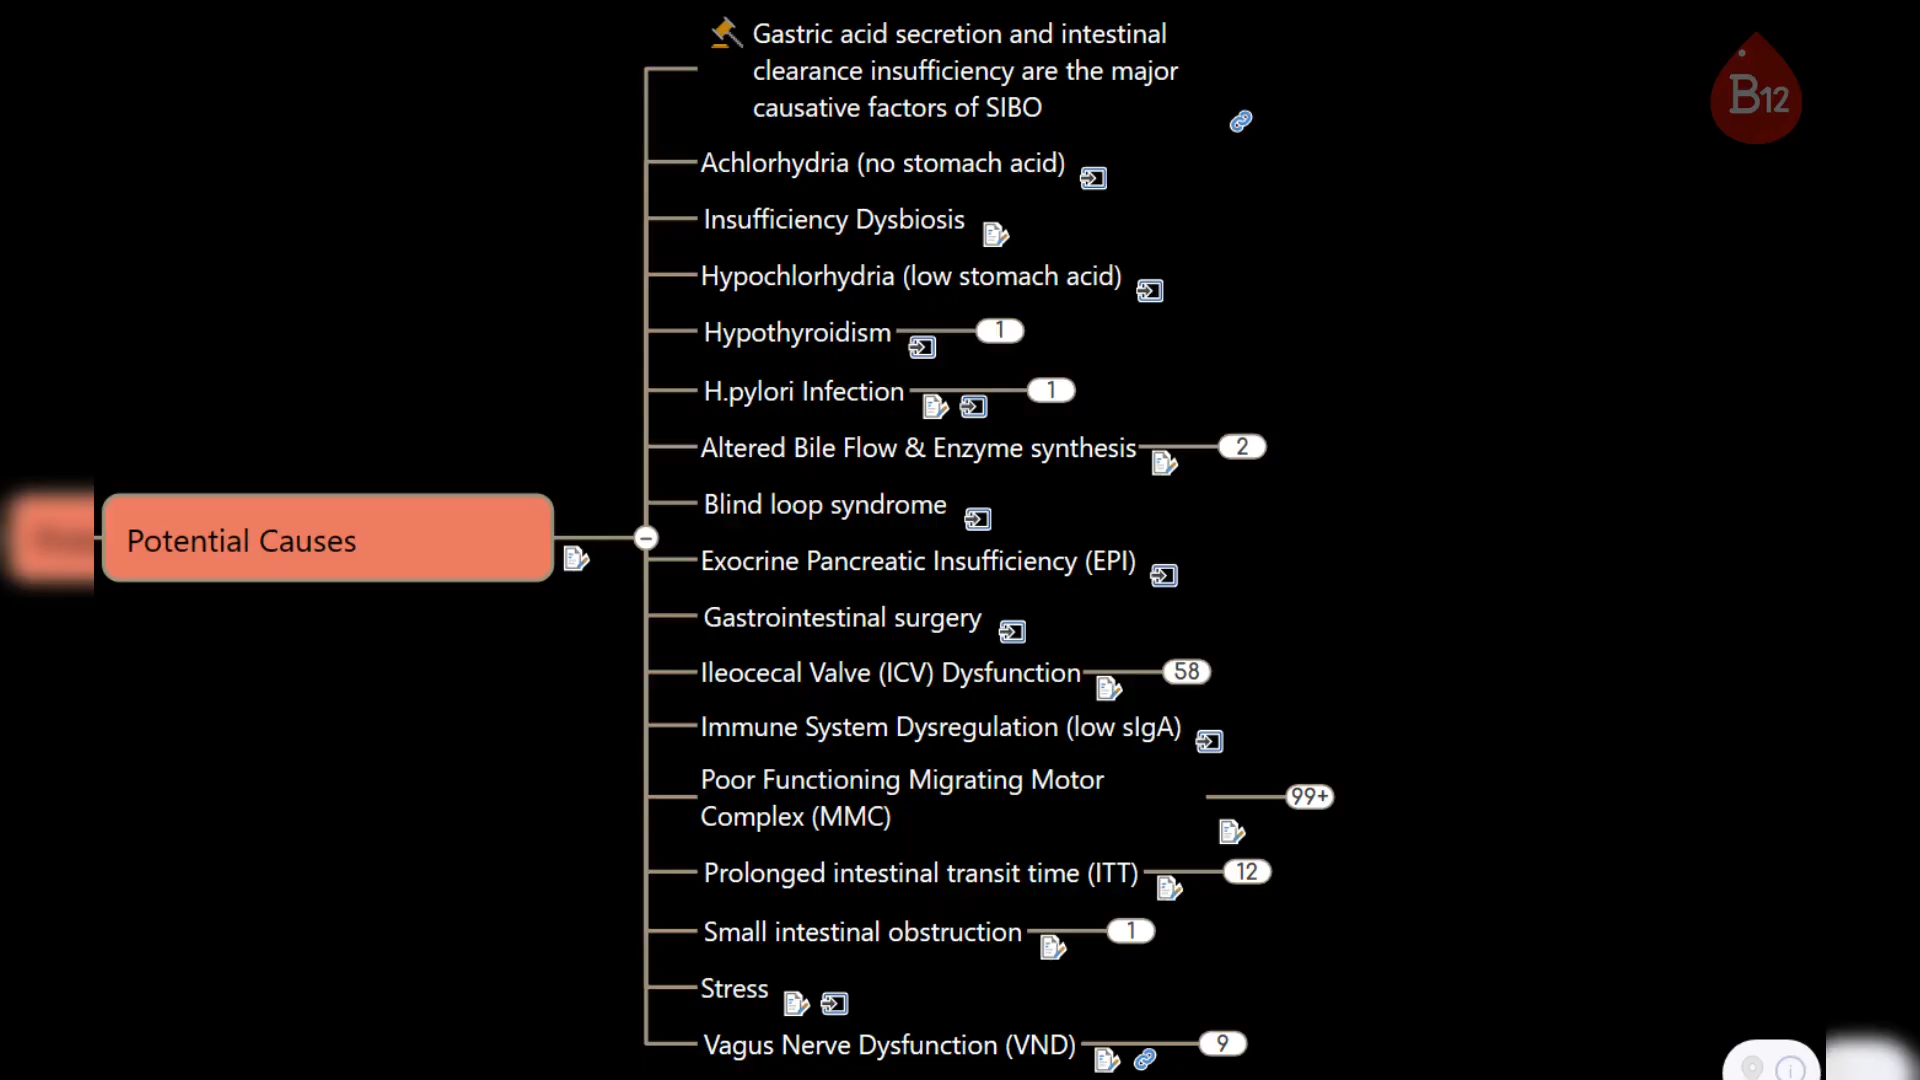 Gastric acid secretion and intestinal
clearance insufficiency are the major
causative factors of SIBO
B12
Achlorhydria (no stomach acid)
Insufficiency Dysbiosis
Hypochlorhydria (low stomach acid)
Hypothyroidism 1
H.pylori Infection 1
Altered Bile Flow & Enzyme synthesis 2
Blind loop syndrome
Potential Causes
Exocrine Pancreatic Insufficiency (EPI)
Gastrointestinal surgery
Ileocecal Valve (ICV) Dysfunction 58
Immune System Dysregulation (low sIgA)
Poor Functioning Migrating Motor
Complex (MMC)
99+
Prolonged intestinal transit time (ITT) 12
Small intestinal obstruction 1
Stress
Vagus Nerve Dysfunction (VND) 9